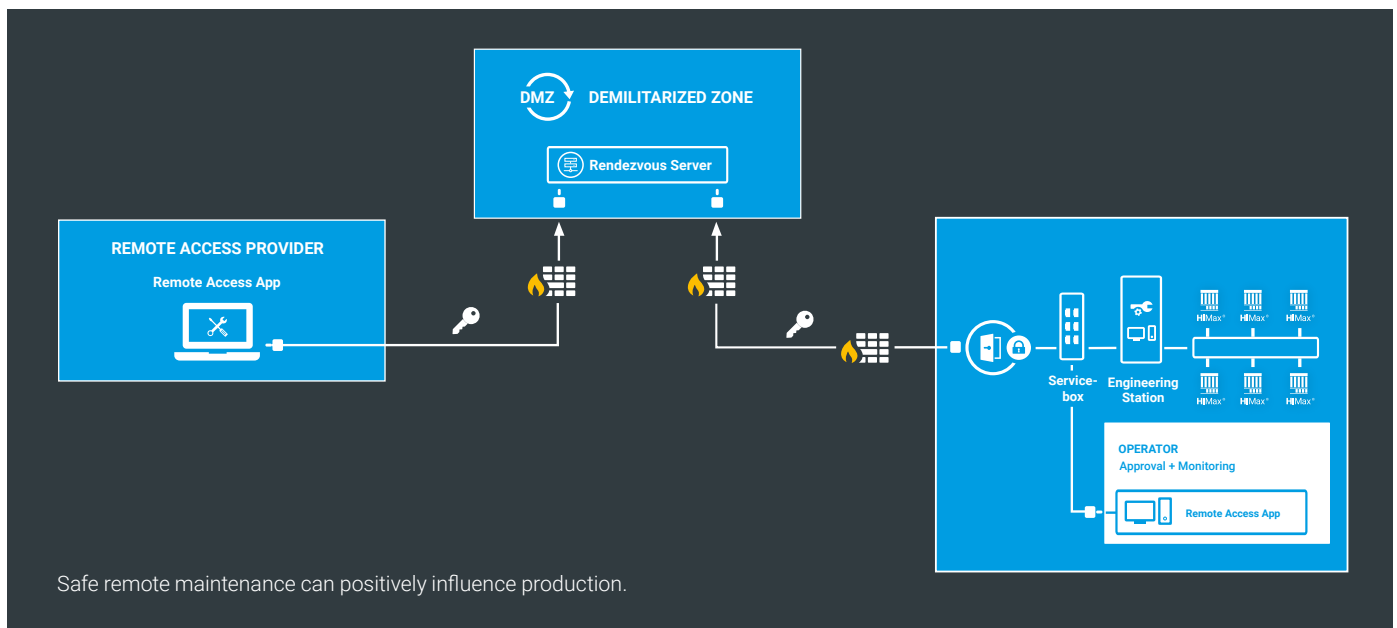 DMZ
DEMILITARIZED ZONE
Rendezvous Server
REMOTE ACCESS PROVIDER
Remote Access App
HIMax®
HIMax®
HIMax®
Service-
box
Engineering
Station
HIMax®
HIMax®
HIMax®
OPERATOR
Approval + Monitoring
Remote Access App
Safe remote maintenance can positively influence production.